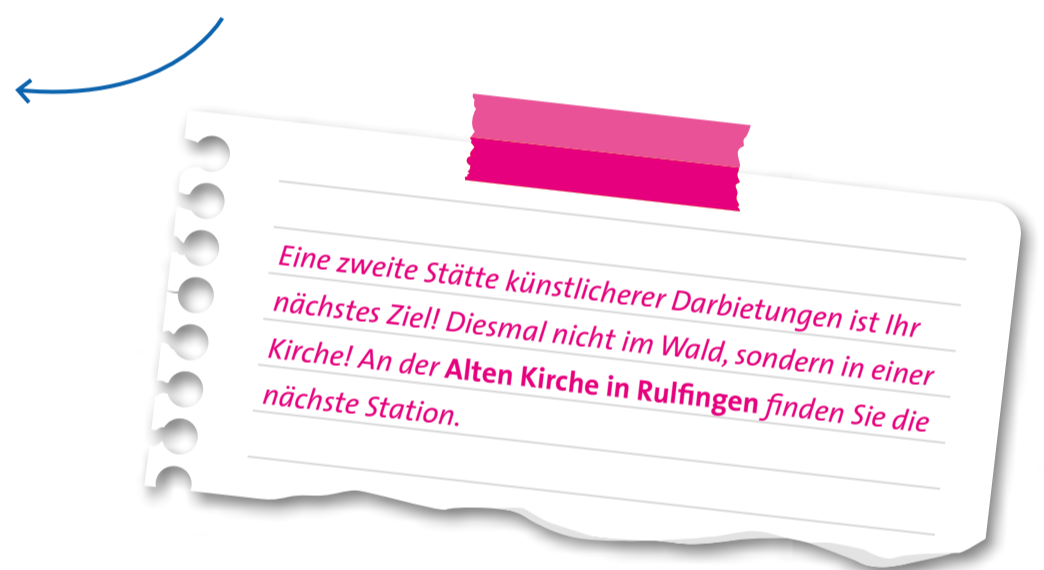 Eine zweite Stätte künstlicherer Darbietungen ist Ihr
nächstes Ziel! Diesmal nicht im Wald, sondern in einer
Kirche! An der Alten Kirche in Rulfingen finden Sie die
nächste Station.